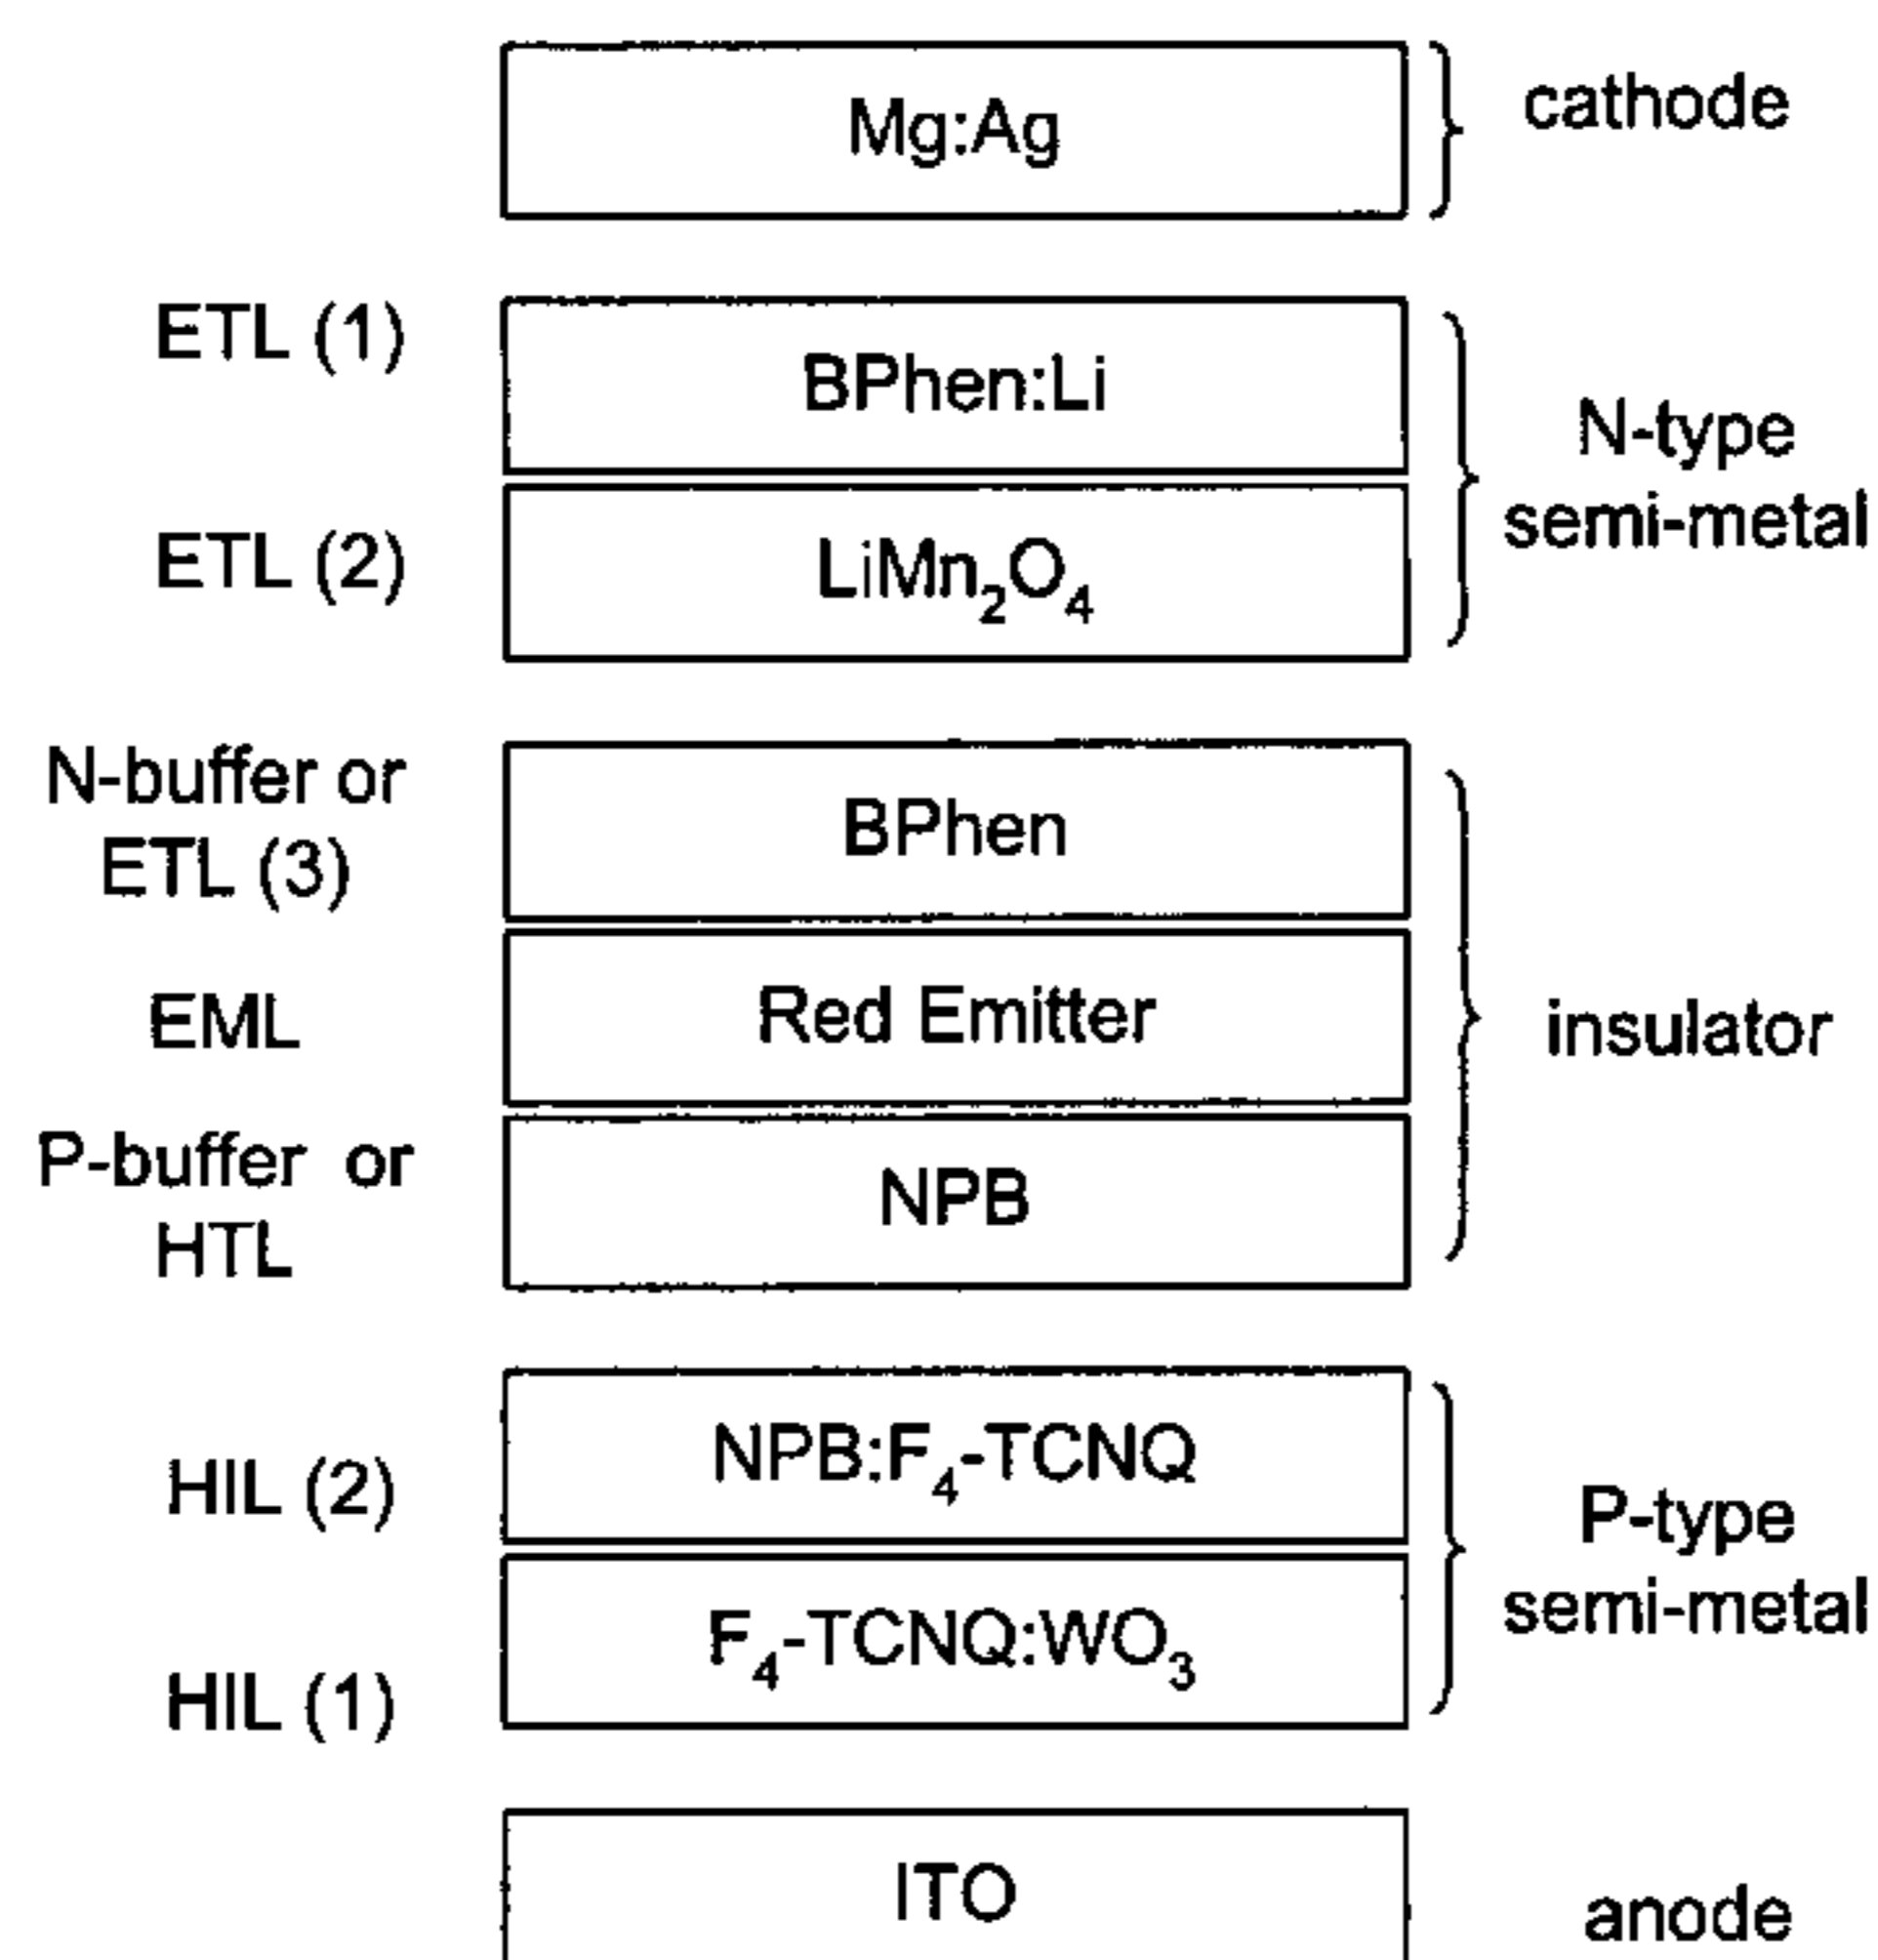 Mg:Ag
cathode
ETL (1)
BPhen:Li
N-type
semi-metal
ETL (2)
LiMn₂O₄
N-buffer or
ETL (3)
BPhen
EML
Red Emitter
insulator
P-buffer or
HTL
NPB
HIL (2)
NPB:F₄-TCNQ
P-type
semi-metal
HIL (1)
F₄-TCNQ:WO₃
ITO
anode